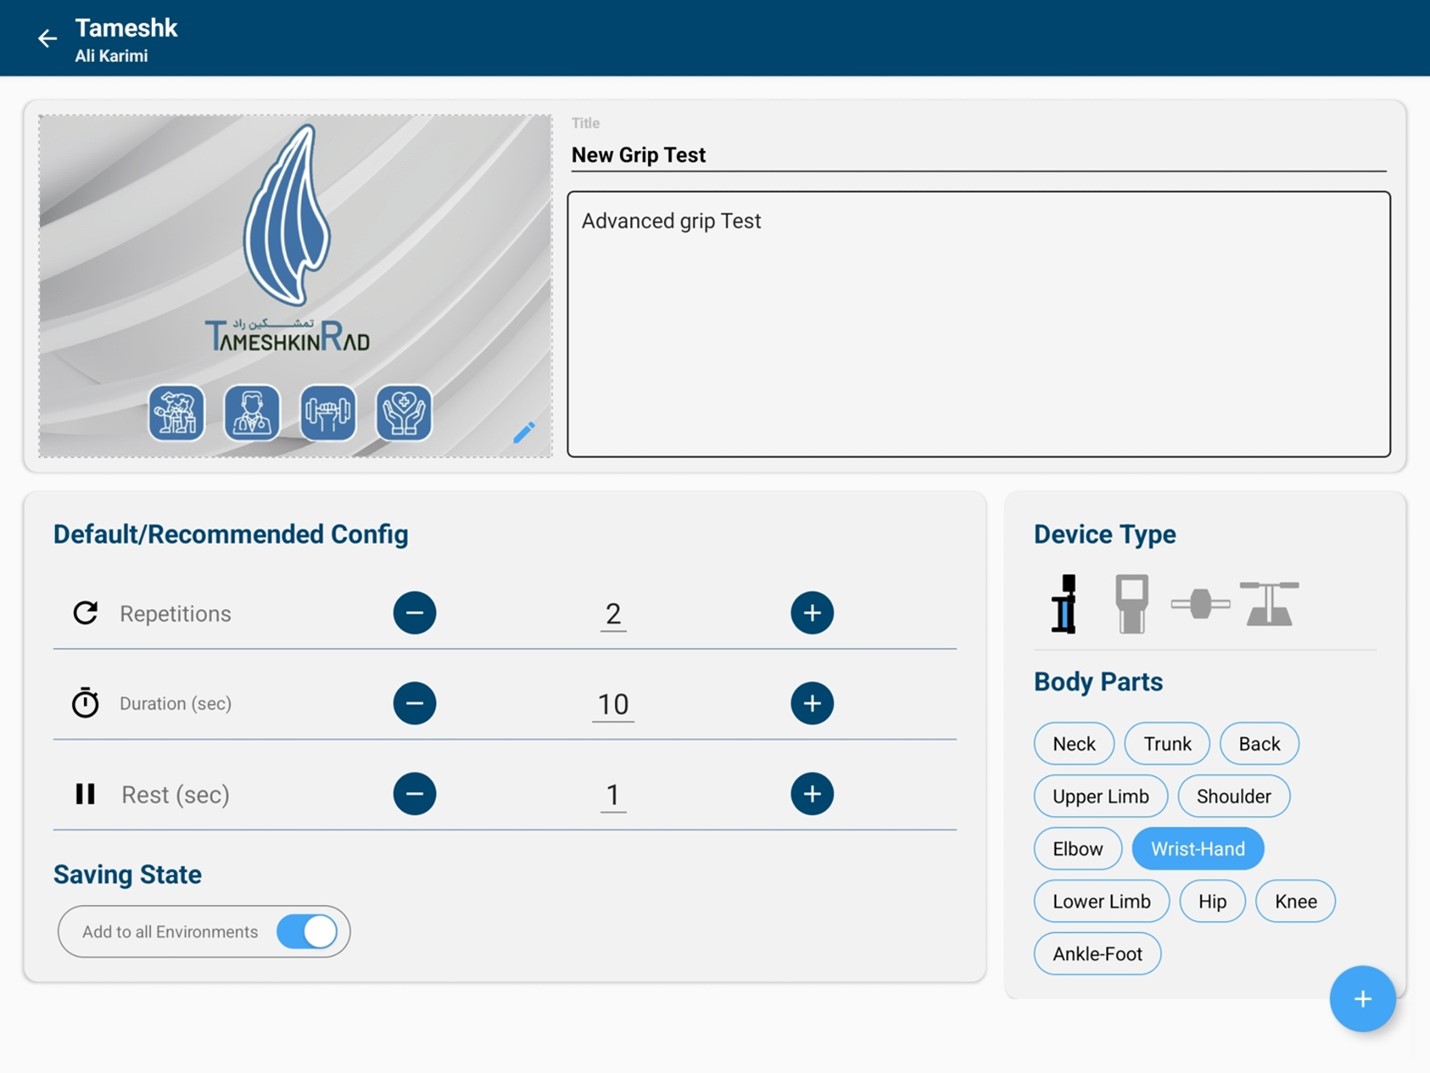 Tameshk
Ali Karimi
تمشکین راد
TAMESHKINRAD
Title
New Grip Test
Advanced grip Test
Default/Recommended Config
Repetitions
2
Duration (sec)
10
Rest (sec)
1
Saving State
Add to all Environments
Device Type
Body Parts
Neck Trunk Back
Upper Limb Shoulder
Elbow Wrist-Hand
Lower Limb Hip Knee
Ankle-Foot